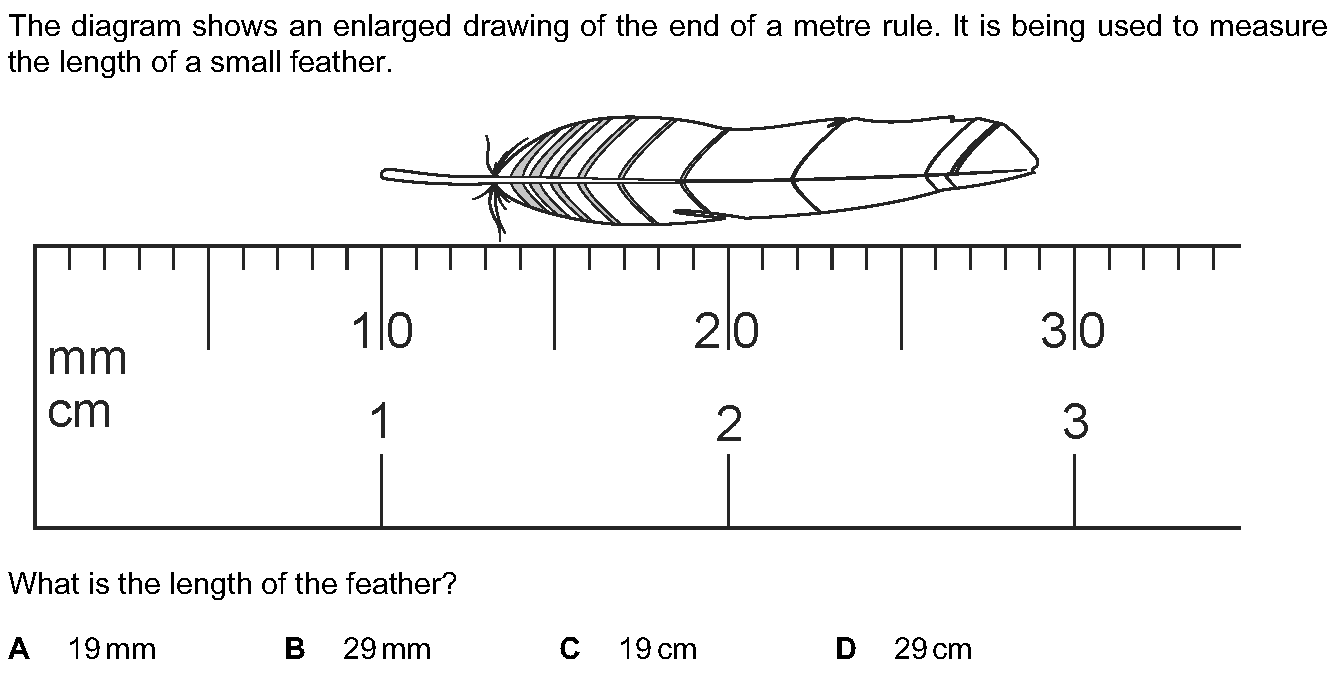 The diagram shows an enlarged drawing of the end of a metre rule. It is being used to measure
the length of a small feather.
10 20 30
mm
cm 1 2 3
What is the length of the feather?
A 19 mm B 29 mm C 19 cm D 29 cm